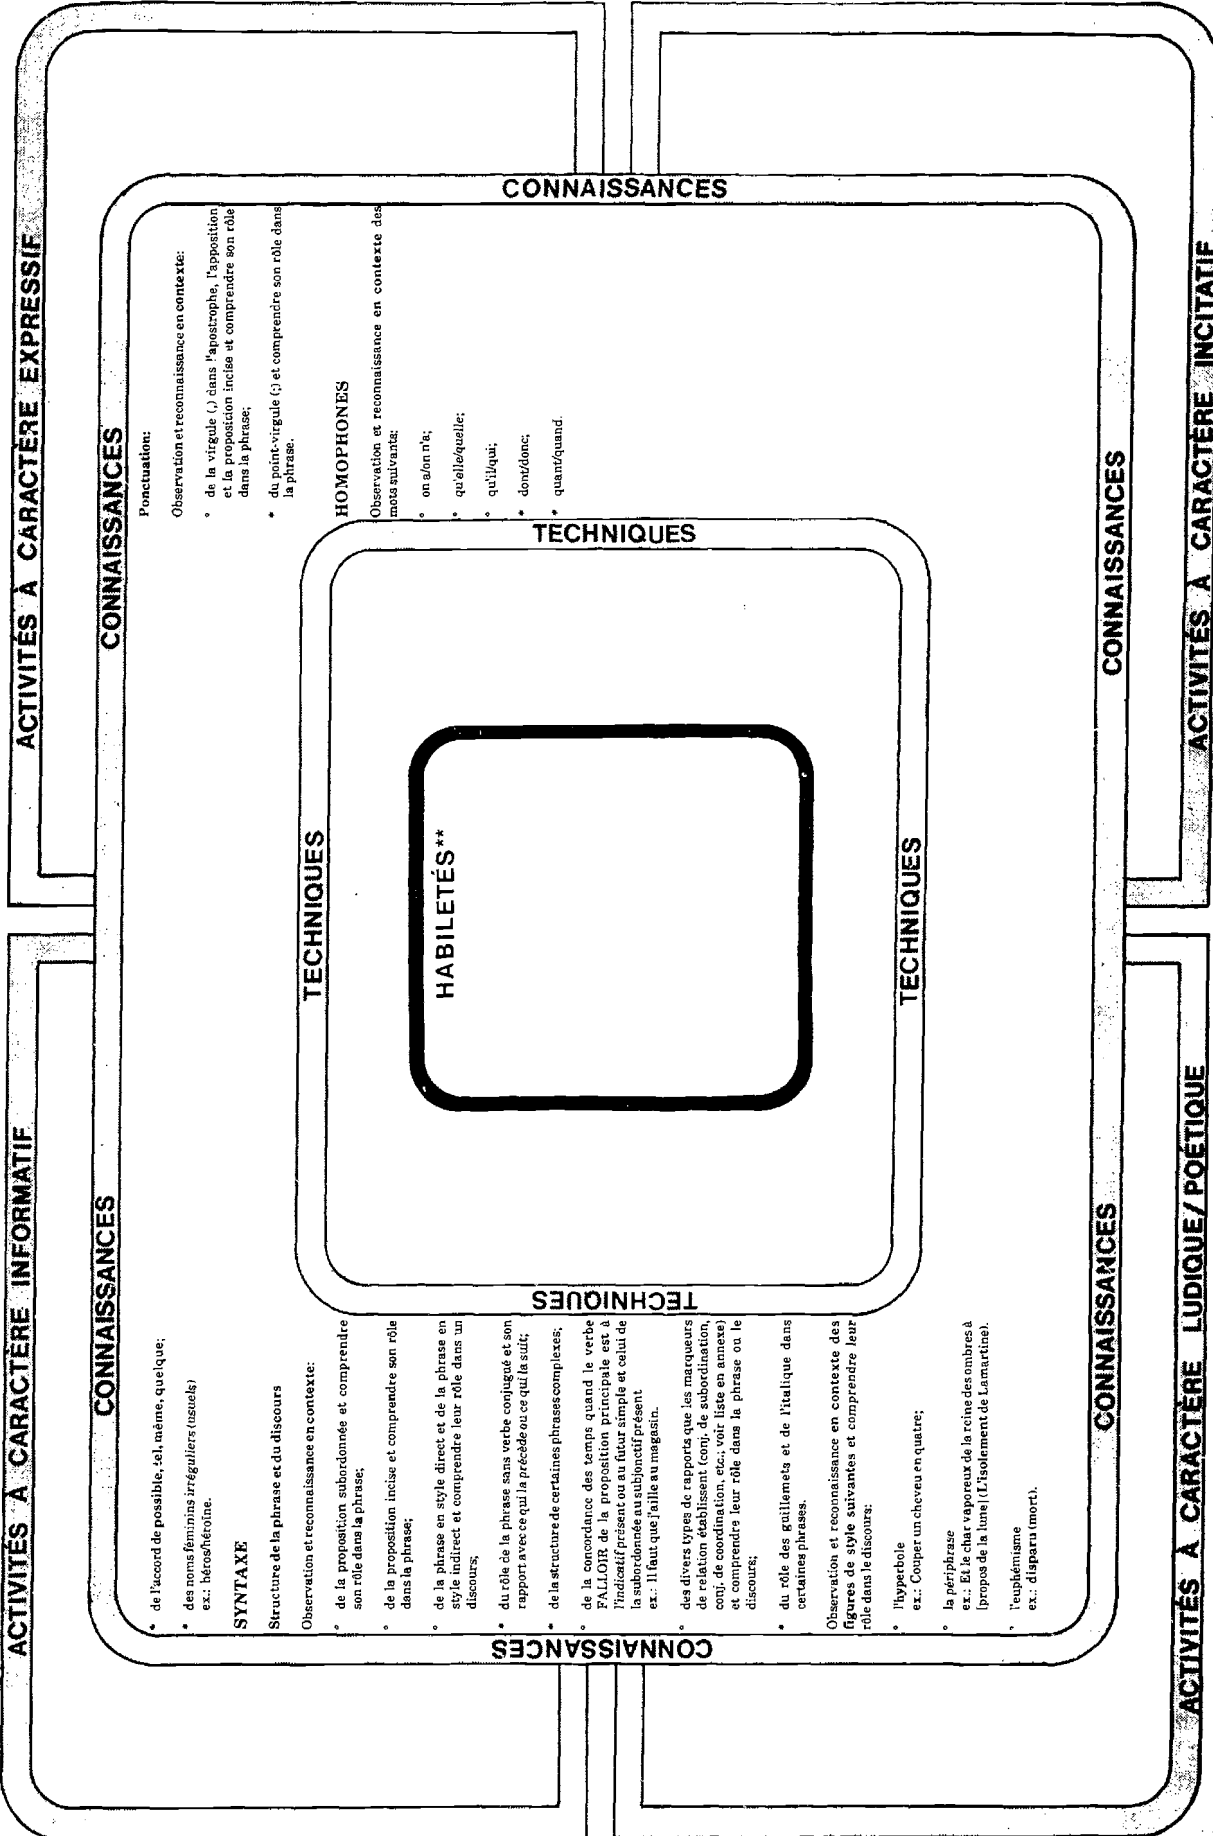 ACTIVITÉS À CARACTÈRE INFORMATIF
ACTIVITÉS À CARACTÈRE EXPRESSIF
CONNAISSANCES
CONNAISSANCES
CONNAISSANCES
* de l'accord de possible, tel, même, quelque;
* des noms féminins irréguliers (usuels)
ex.: héros/héroïne.
SYNTAXE
Structure de la phrase et du discours
Observation et reconnaissance en contexte:
° de la proposition subordonnée et comprendre
son rôle dans la phrase;
° de la proposition incise et comprendre son rôle
dans la phrase;
° de la phrase en style direct et de la phrase en
style indirect et comprendre leur rôle dans un
discours;
* du rôle de la phrase sans verbe conjugué et son
rapport avec ce qui la précède ou ce qui la suit;
* de la structure de certaines phrases complexes;
° de la concordance des temps quand le verbe
FALLOIR de la proposition principale est à
l'indicatif présent ou au futur simple et celui de
la subordonnée au subjonctif présent
ex.: Il faut que j'aille au magasin.
° des divers types de rapports que les marqueurs
de relation établissent (conj. de subordination,
conj. de coordination, etc.; voir liste en annexe)
et comprendre leur rôle dans la phrase ou le
discours;
* du rôle des guillemets et de l'italique dans
certaines phrases.
Observation et reconnaissance en contexte des
figures de style suivantes et comprendre leur
rôle dans le discours:
° l'hyperbole
ex.: Couper un cheveu en quatre;
° la périphrase
ex.: Et le char vaporeux de la reine des ombres à
[propos de la lune] (L'isolement de Lamartine).
° l'euphémisme
ex.: disparu (mort).
TECHNIQUES
TECHNIQUES
HABILETÉS**
TECHNIQUES
TECHNIQUES
Ponctuation:
Observation et reconnaissance en contexte:
° de la virgule (,) dans l'apostrophe, l'apposition
et la proposition incise et comprendre son rôle
dans la phrase;
* du point-virgule (;) et comprendre son rôle dans
la phrase.
HOMOPHONES
Observation et reconnaissance en contexte des
mots suivants:
° on a/on n'a;
° qu'elle/quelle;
° qu'il/qui;
* dont/donc;
* quant/quand.
CONNAISSANCES
CONNAISSANCES
CONNAISSANCES
ACTIVITÉS À CARACTÈRE LUDIQUE/POÉTIQUE
ACTIVITÉS À CARACTÈRE INCITATIF